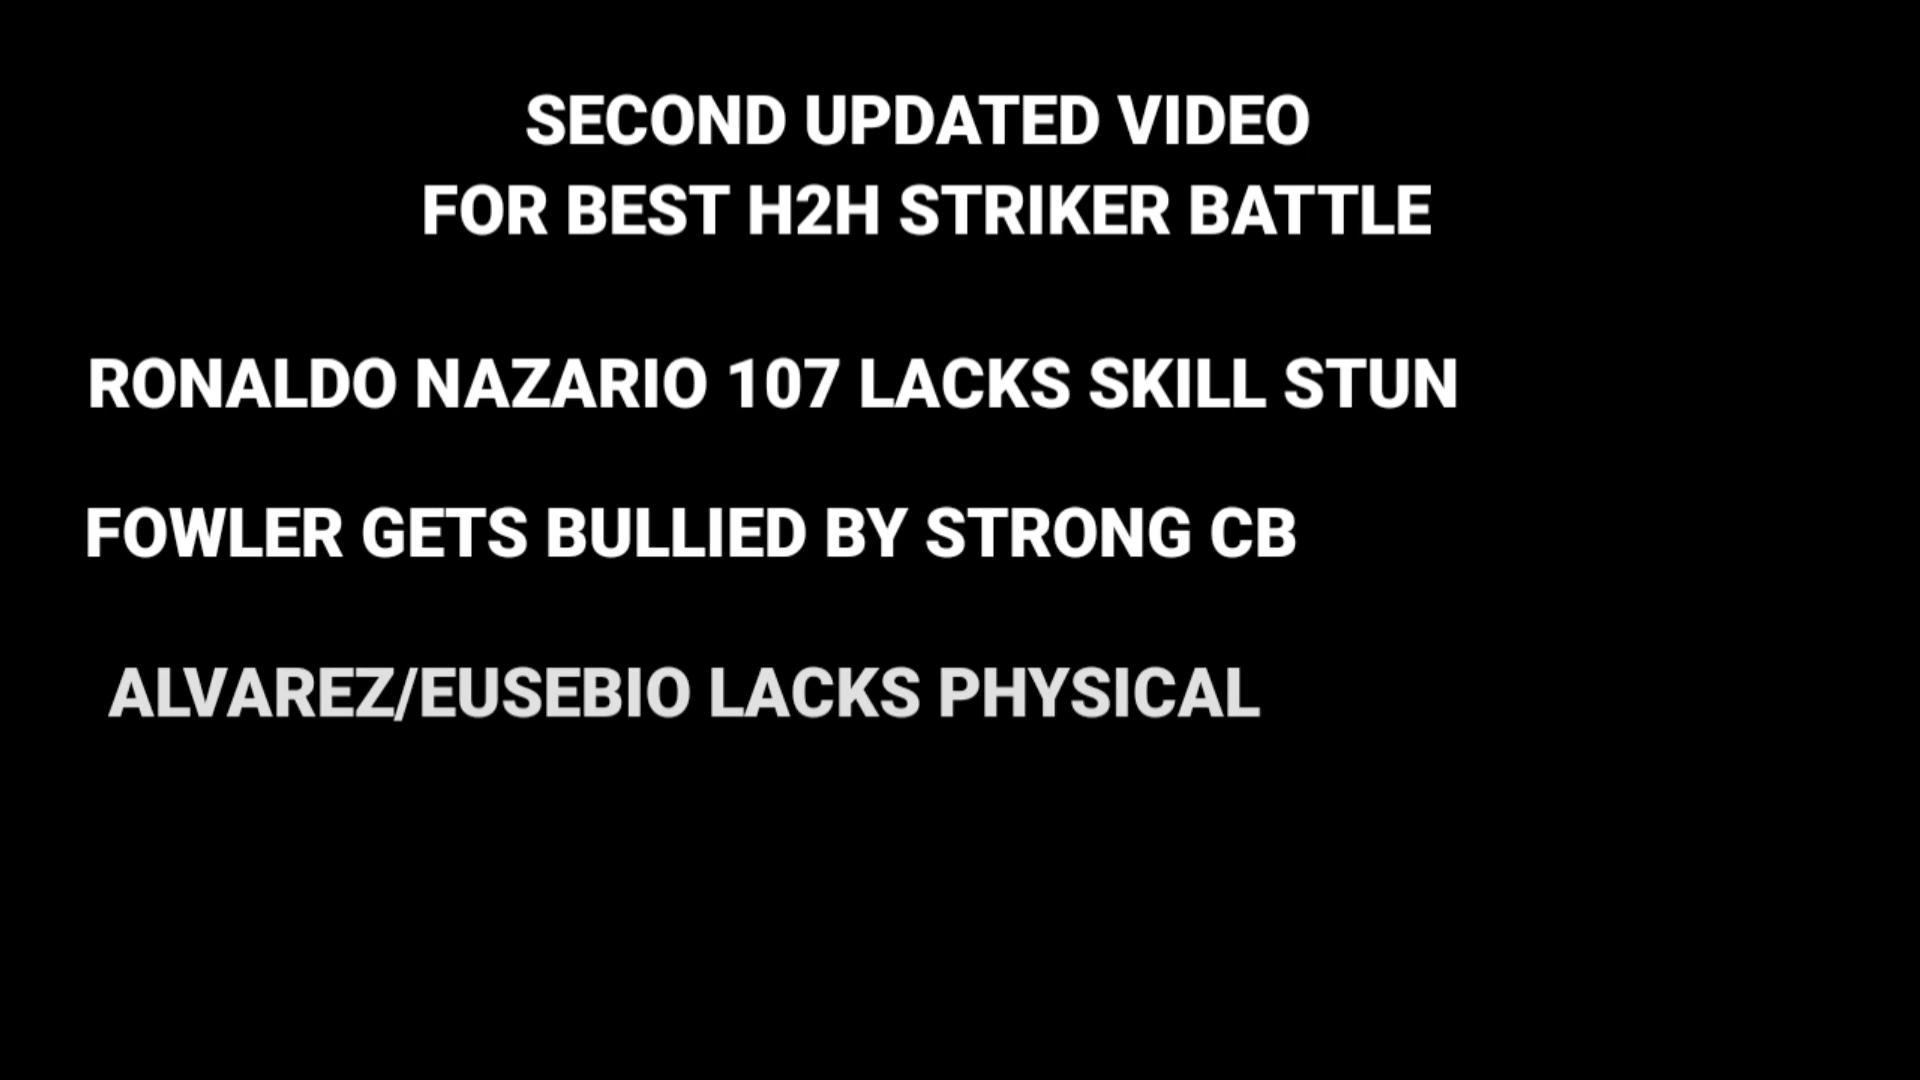 SECOND UPDATED VIDEO
FOR BEST H2H STRIKER BATTLE
RONALDO NAZARIO 107 LACKS SKILL STUN
FOWLER GETS BULLIED BY STRONG CB
ALVAREZ/EUSEBIO LACKS PHYSICAL